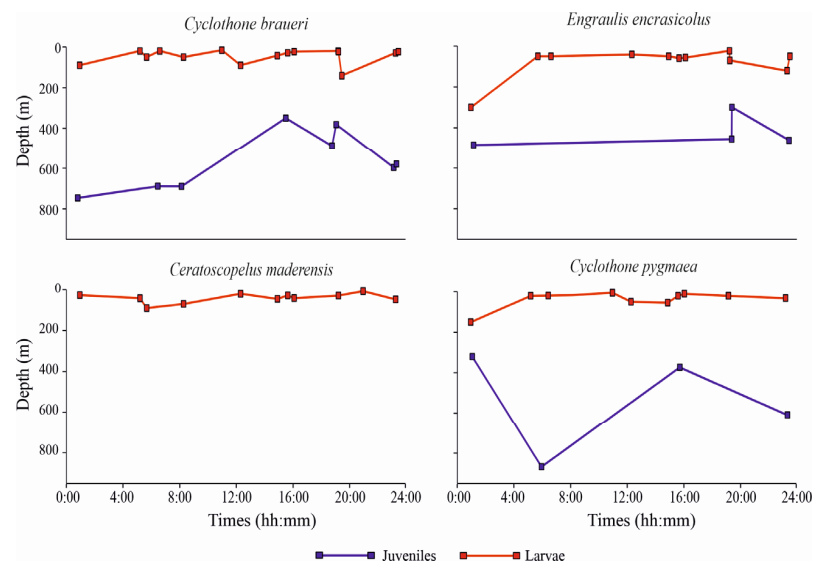 Cyclothone braueri
Engraulis encrasicolus
0
200
400
600
800
Depth (m)
Ceratoscopelus maderensis
Cyclothone pygmaea
0
200
400
600
800
Depth (m)
0:00 4:00 8:00 12:00 16:00 20:00 24:00
0:00 4:00 8:00 12:00 16:00 20:00 24:00
Times (hh:mm)
Times (hh:mm)
Juveniles
Larvae